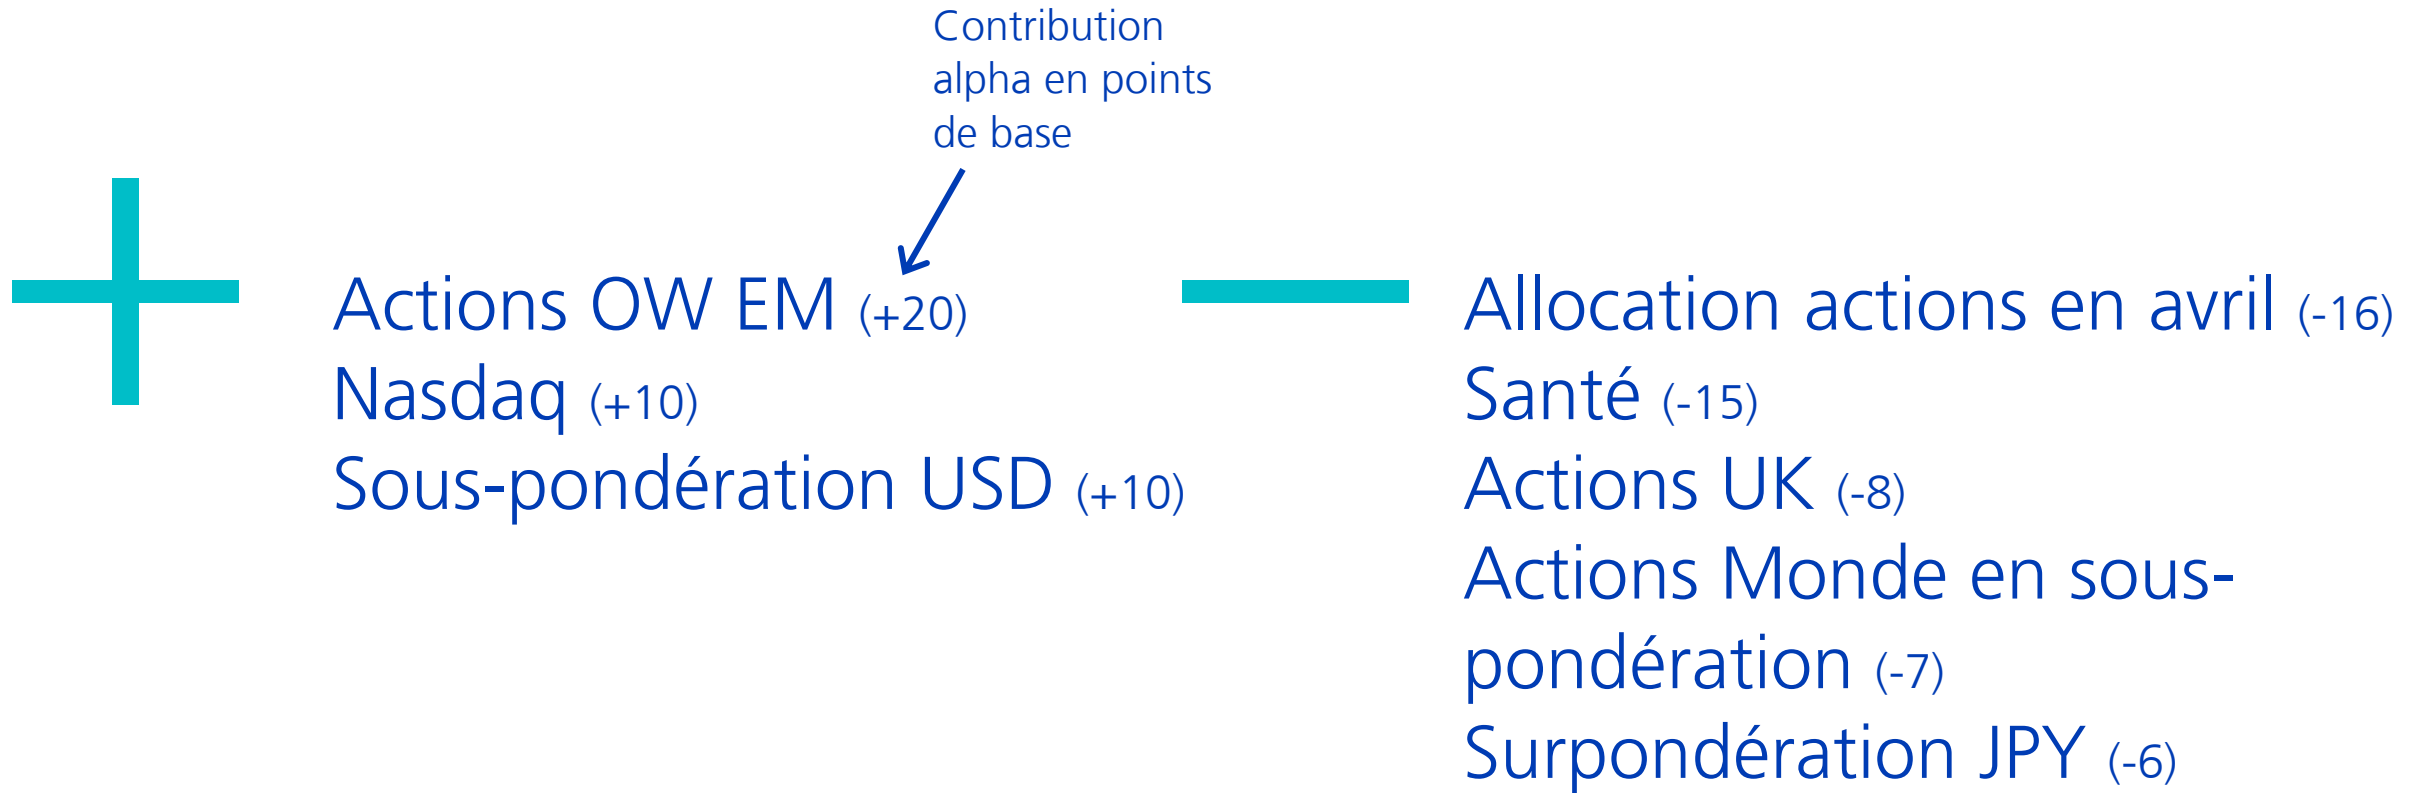 Contribution
alpha en points
de base
Actions OW EM (+20)
Nasdaq (+10)
Sous-pondération USD (+10)
Allocation actions en avril (-16)
Santé (-15)
Actions UK (-8)
Actions Monde en sous-
pondération (-7)
Surpondération JPY (-6)